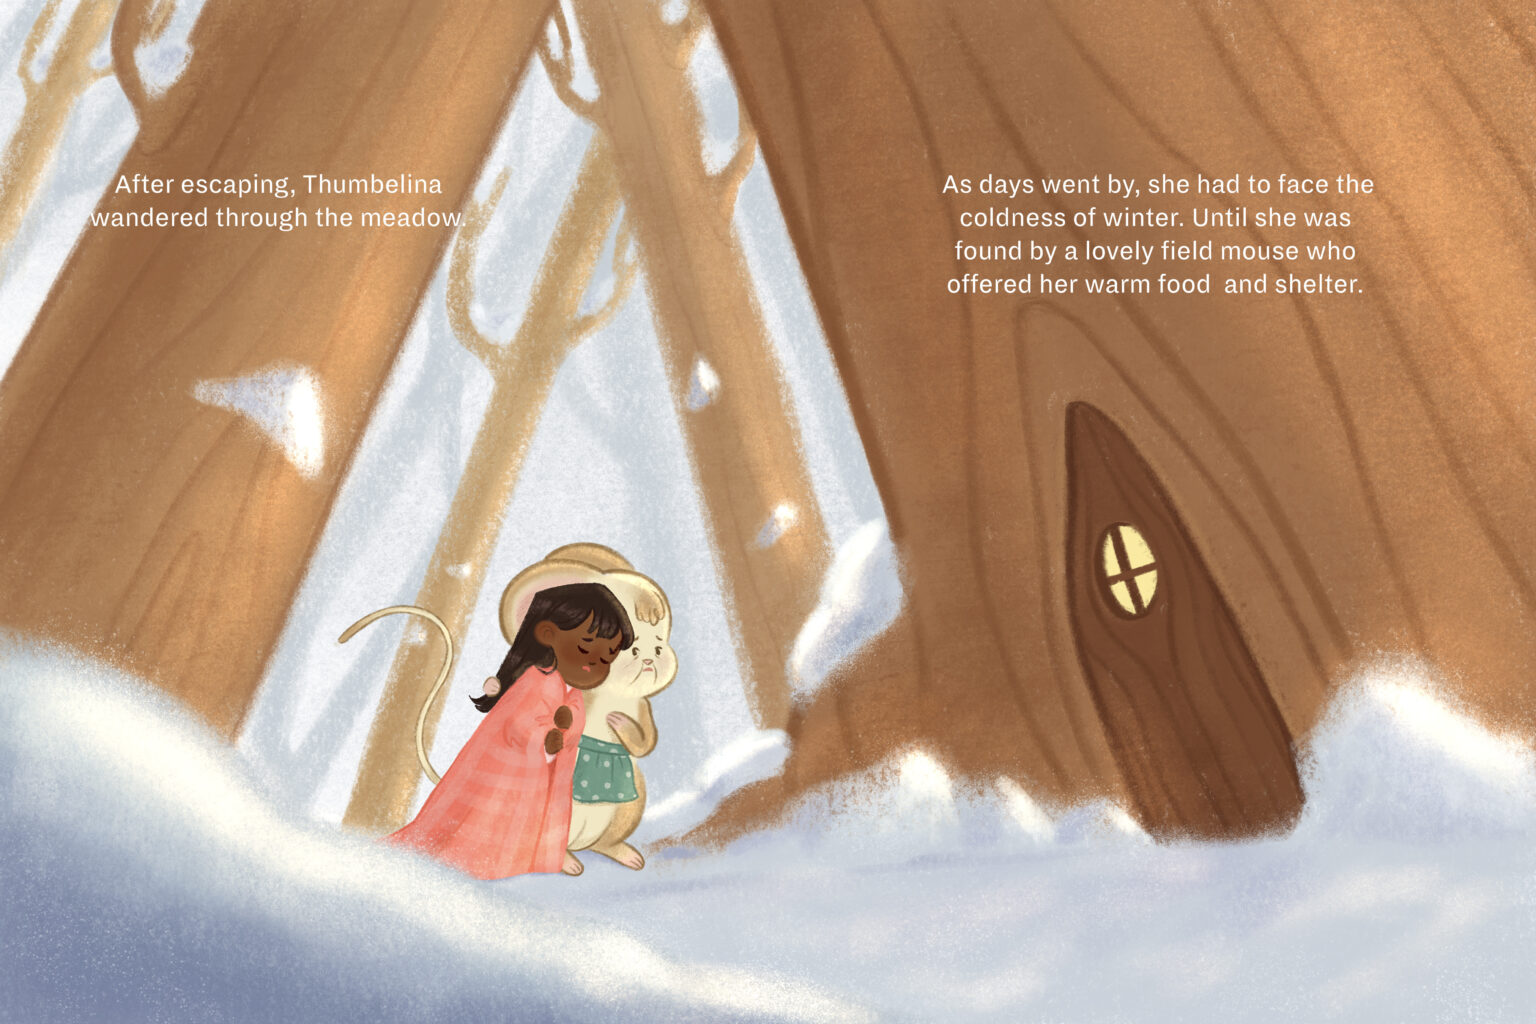 After escaping, Thumbelina
wandered through the meadow.
As days went by, she had to face the
coldness of winter. Until she was
found by a lovely field mouse who
offered her warm food  and shelter.